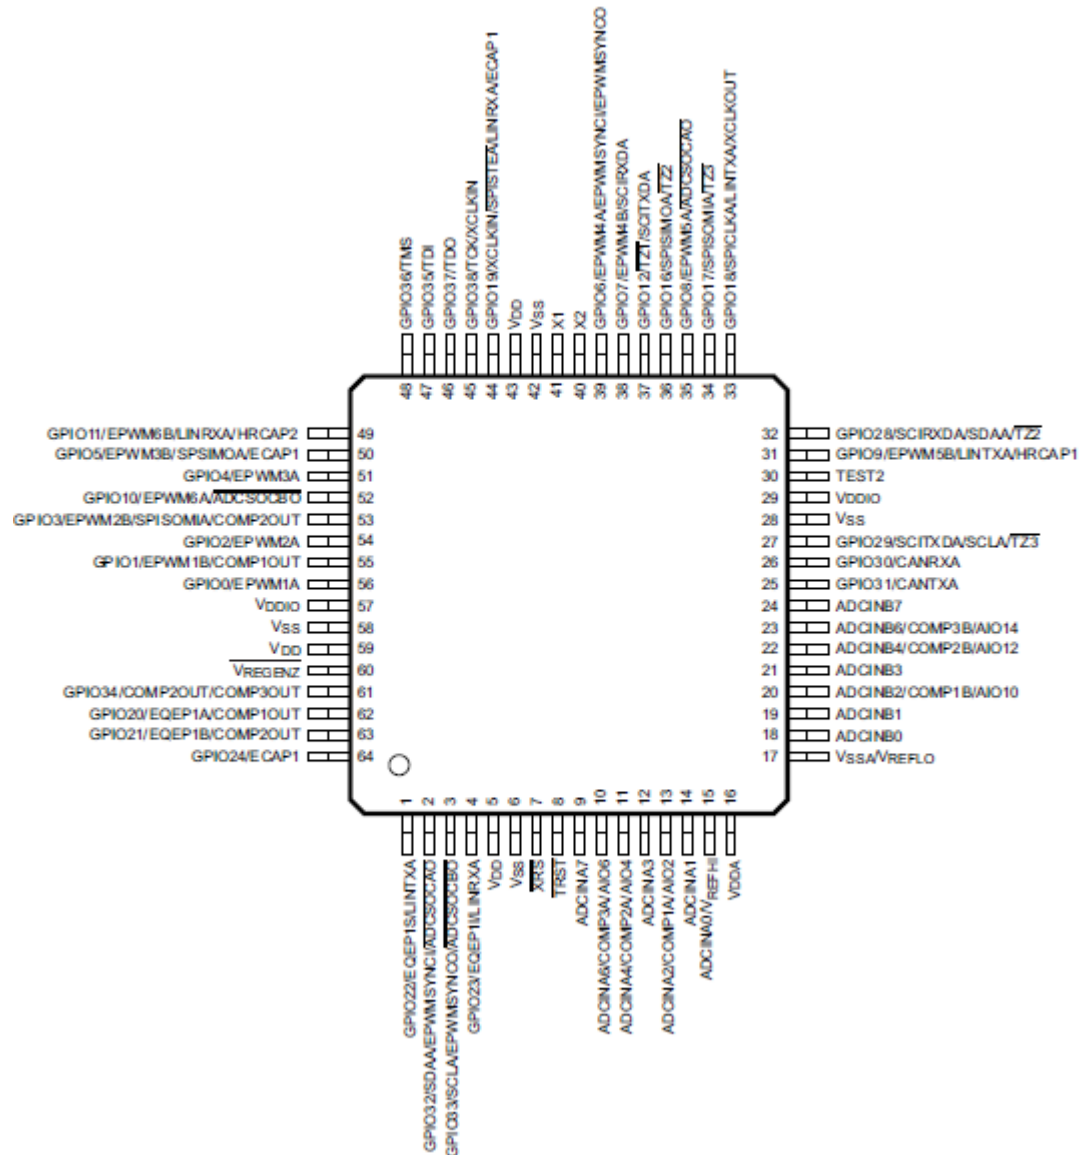 GPIO36/TMS
GPIO35/TDI
GPIO37/TDO
GPIO38/TCK/XCLKIN
GPIO19/XCLKIN/SPISTEA/LINRXA/ECAP1
VDD
VSS
X1
X2
GPIO6/EPWM4A/EPWMSYNCI/EPWMSYNCO
GPIO7/EPWM4B/SCIRXDA
GPIO12/TZ1/SCITXDA
GPIO16/SPISIMOA/TZ2
GPIO8/EPWM5A/ADCSOCAO
GPIO17/SPISOMIA/TZ3
GPIO18/SPICLKA/LINTXA/XCLKOUT
48 47 46 45 44 43 42 41 40 39 38 37 36 35 34 33
GPIO11/EPWM6B/LINRXA/HRCAP2 49
GPIO5/EPWM3B/SPSIMOA/ECAP1 50
GPIO4/EPWM3A 51
GPIO10/EPWM6A/ADCSOCBO 52
GPIO3/EPWM2B/SPISOMIA/COMP2OUT 53
GPIO2/EPWM2A 54
GPIO1/EPWM1B/COMP1OUT 55
GPIO0/EPWM1A 56
VDDIO 57
VSS 58
VDD 59
VREGENZ 60
GPIO34/COMP2OUT/COMP3OUT 61
GPIO20/EQEP1A/COMP1OUT 62
GPIO21/EQEP1B/COMP2OUT 63
GPIO24/ECAP1 64
32 GPIO28/SCIRXDA/SDAA/TZ2
31 GPIO9/EPWM5B/LINTXA/HRCAP1
30 TEST2
29 VDDIO
28 VSS
27 GPIO29/SCITXDA/SCLA/TZ3
26 GPIO30/CANRXA
25 GPIO31/CANTXA
24 ADCINB7
23 ADCINB6/COMP3B/AIO14
22 ADCINB4/COMP2B/AIO12
21 ADCINB3
20 ADCINB2/COMP1B/AIO10
19 ADCINB1
18 ADCINB0
17 VSSA/VREFLO
1 2 3 4 5 6 7 8 9 10 11 12 13 14 15 16
GPIO22/EQEP1S/LINTXA
GPIO32/SDAA/EPWMSYNCI/ADCSOCAO
GPIO33/SCLA/EPWMSYNCO/ADCSOCBO
GPIO23/EQEP1I/LINRXA
VDD
VSS
XRS
TRST
ADCINA7
ADCINA6/COMP3A/AIO6
ADCINA4/COMP2A/AIO4
ADCINA3
ADCINA2/COMP1A/AIO2
ADCINA1
ADCINA0/VREFHI
VDDA